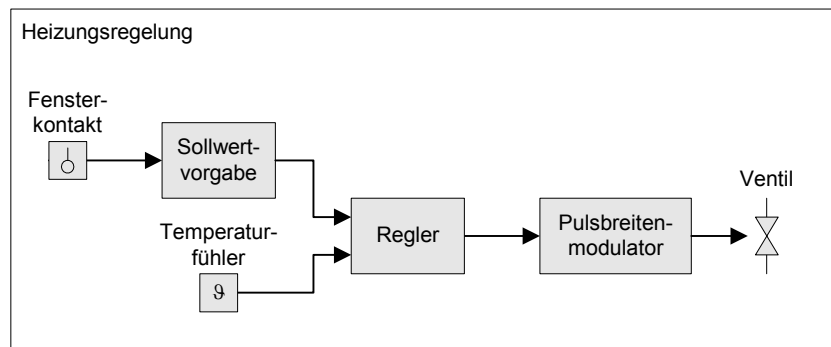 Heizungsregelung
Fenster-
kontakt
Sollwert-
vorgabe
Temperatur-
fühler
ϑ
Regler
Pulsbreiten-
modulator
Ventil